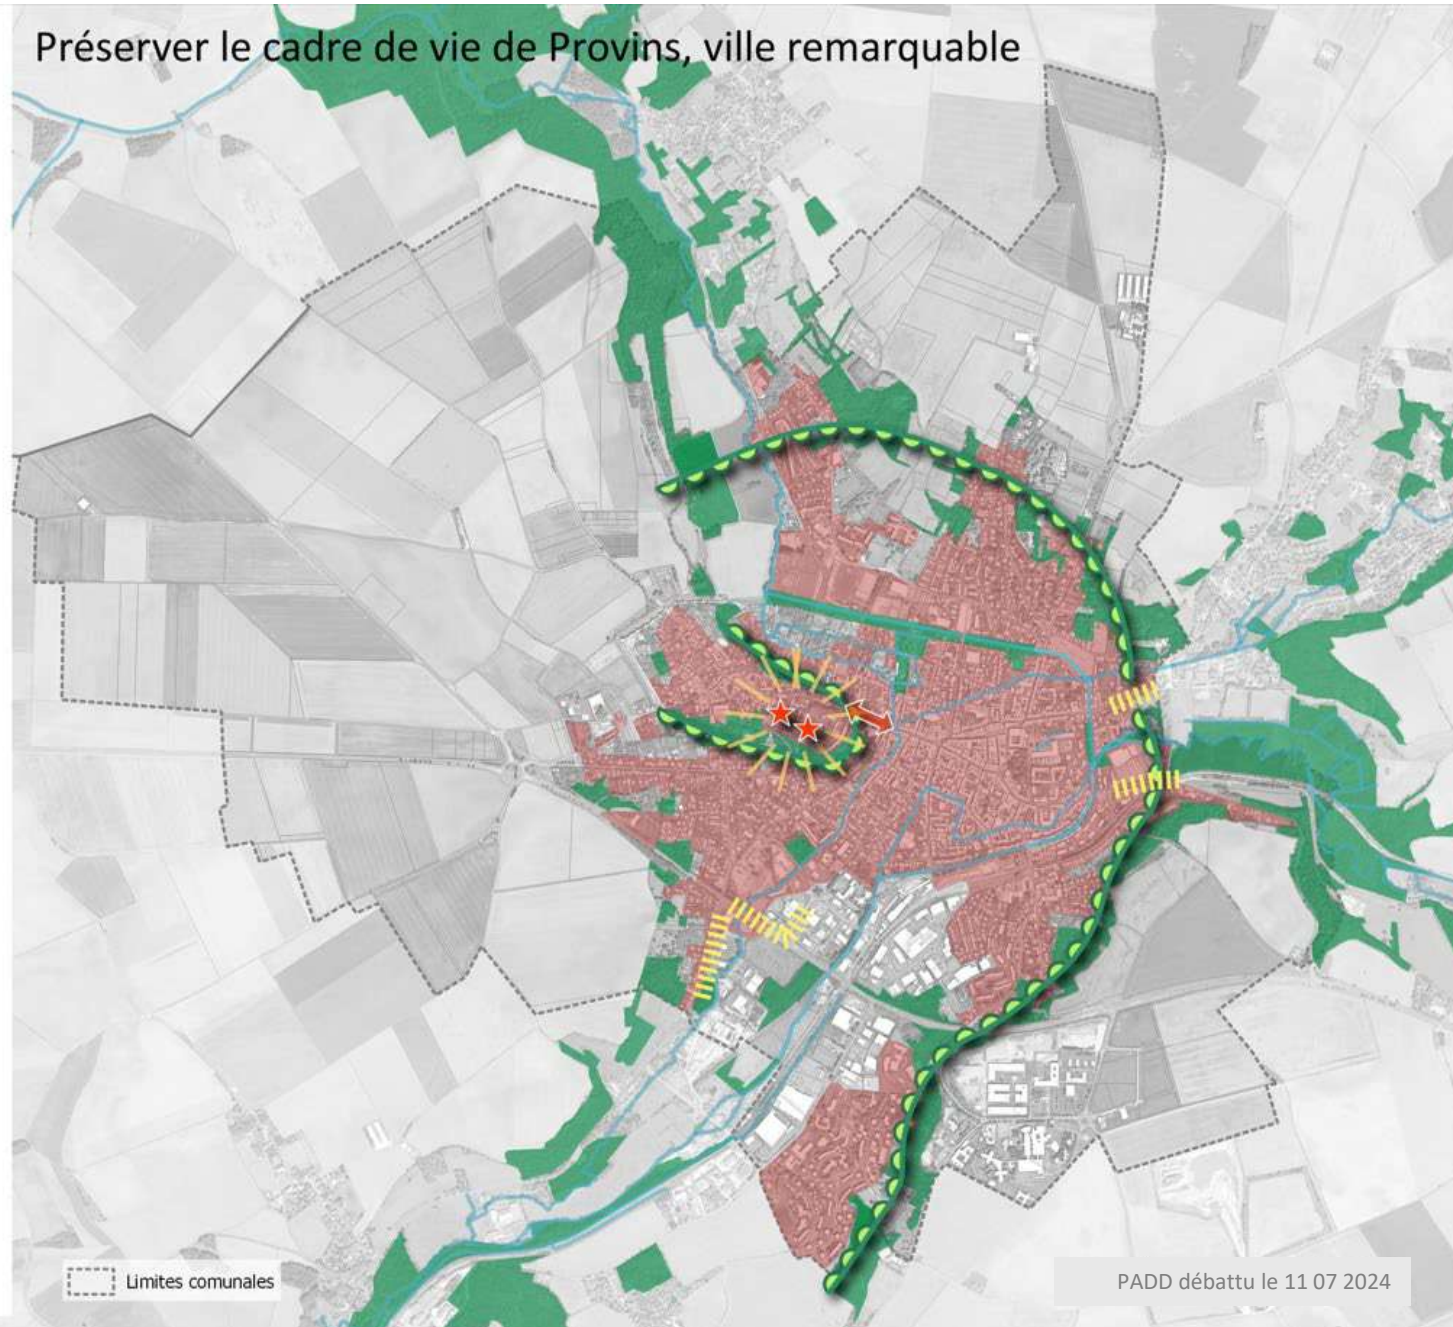 Préserver le cadre de vie de Provins, ville remarquable
Limites comunales
PADD débattu le 11 07 2024